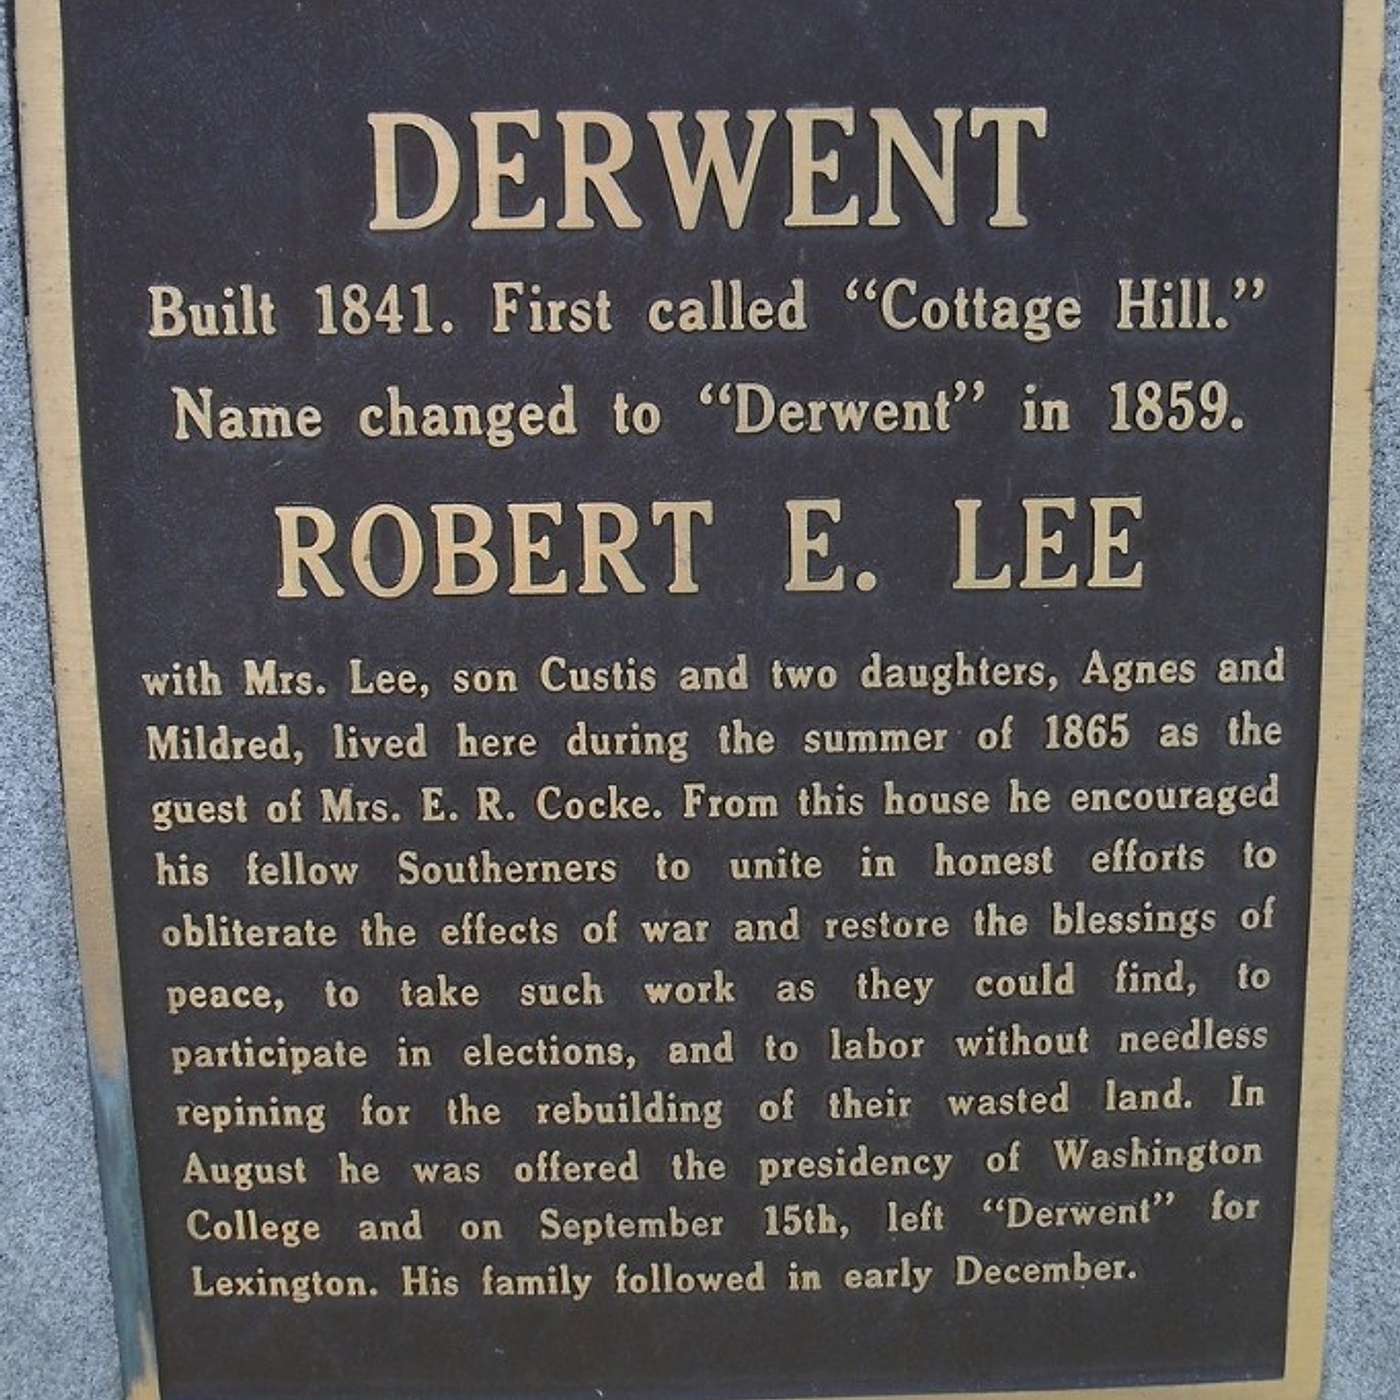 DERWENT
Built 1841. First called “Cottage Hill.”
Name changed to “Derwent” in 1859.
ROBERT E. LEE
with Mrs. Lee, son Custis and two daughters, Agnes and
Mildred, lived here during the summer of 1865 as the
guest of Mrs. E. R. Cocke. From this house he encouraged
his fellow Southerners to unite in honest efforts to
obliterate the effects of war and restore the blessings of
peace, to take such work as they could find, to
participate in elections, and to labor without needless
repining for the rebuilding of their wasted land. In
August he was offered the presidency of Washington
College and on September 15th, left “Derwent” for
Lexington. His family followed in early December.